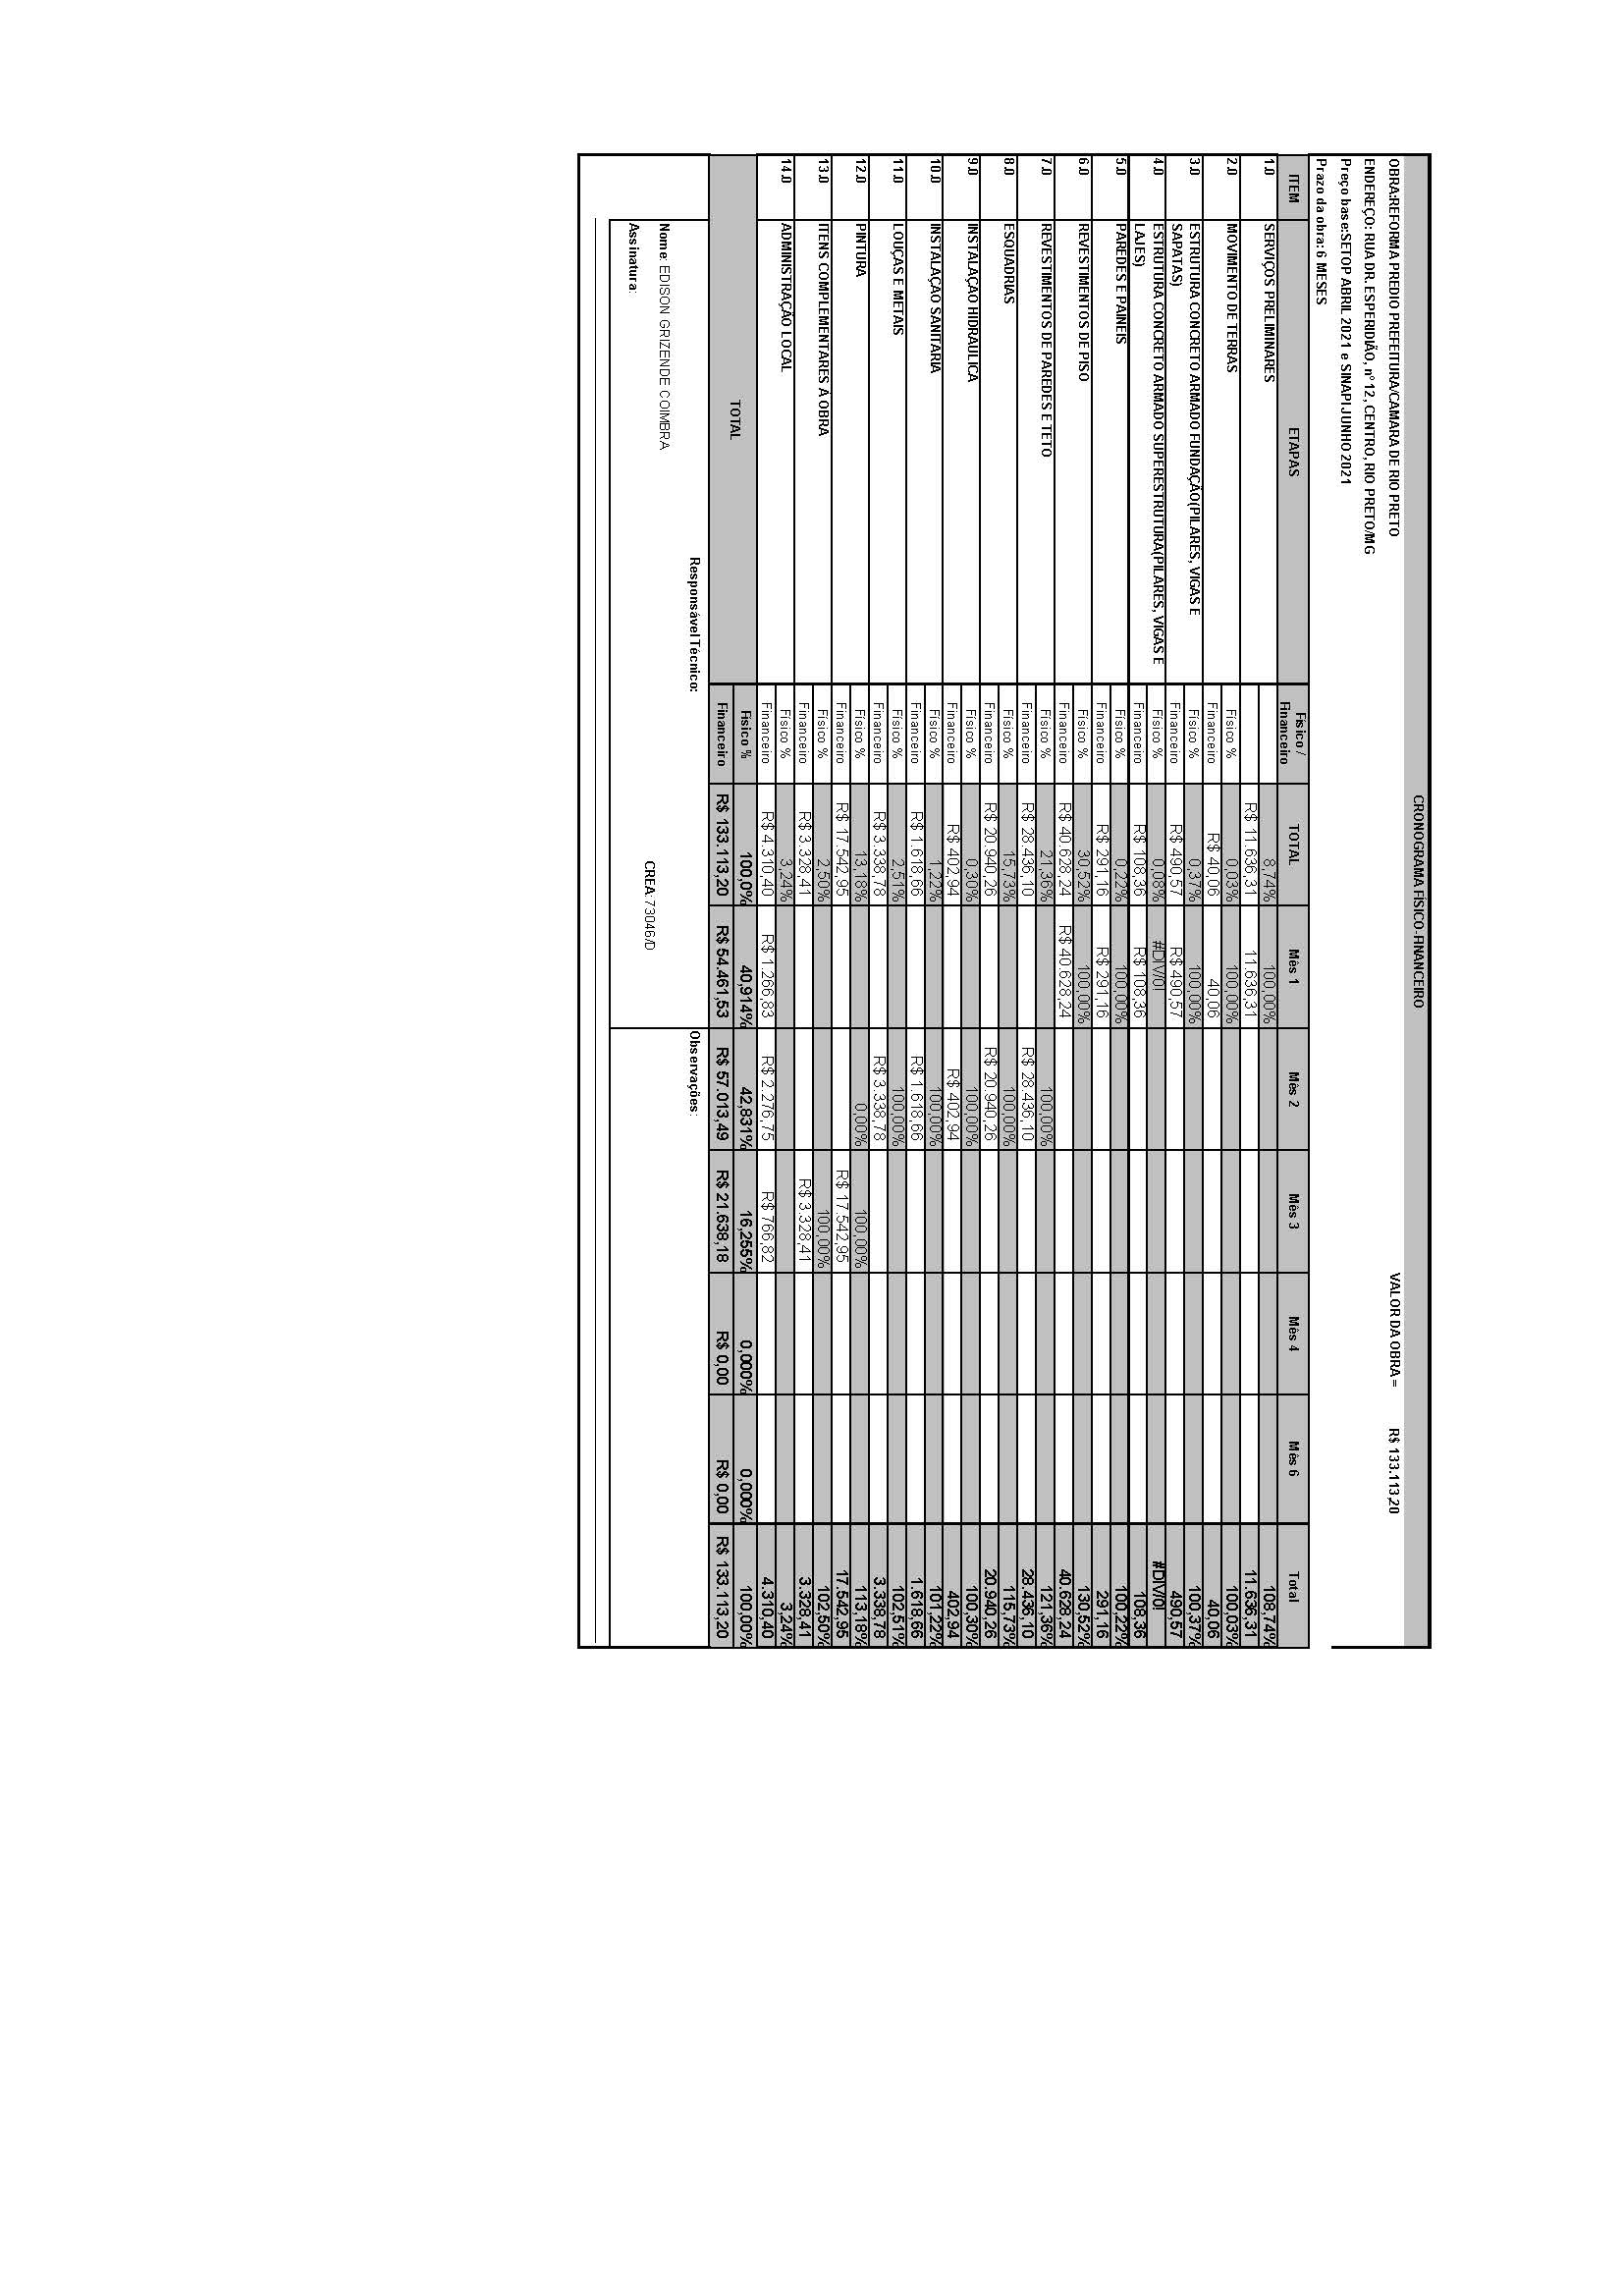 CRONOGRAMA FÍSICO-FINANCEIRO
OBRA:REFORMA PREDIO PREFEITURA/CAMARA DE RIO PRETO VALOR DA OBRA = R$ 133.113,20
ENDEREÇO: RUA DR. ESPERIDIÃO, nº 12, CENTRO, RIO PRETO/MG
Preço base:SETOP ABRIL 2021 e SINAPI JUNHO 2021
Prazo da obra: 6 MESES
ITEM ETAPAS Físico / Financeiro TOTAL Mês 1 Mês 2 Mês 3 Mês 4 Mês 6 Total
1.0 SERVIÇOS PRELIMINARES 8,74% 100,00% 108,74%
R$ 11.636,31 11.636,31 11.636,31
2.0 MOVIMENTO DE TERRAS Físico % 0,03% 100,00% 100,03%
Financeiro R$ 40,06 40,06 40,06
3.0 ESTRUTURA CONCRETO ARMADO FUNDAÇÃO(PILARES, VIGAS E 0,37% 100,00% 100,37%
SAPATAS) Financeiro R$ 490,57 R$ 490,57 490,57
4.0 ESTRUTURA CONCRETO ARMADO SUPERESTRUTURA(PILARES, VIGAS E Físico % 0,08% #DIV/0! #DIV/0!
LAJES) Financeiro R$ 108,36 R$ 108,36 108,36
5.0 PAREDES E PAINEIS Físico % 0,22% 100,00% 100,22%
Financeiro R$ 291,16 R$ 291,16 291,16
6.0 REVESTIMENTOS DE PISO Físico % 30,52% 100,00% 130,52%
Financeiro R$ 40.628,24 R$ 40.628,24 40.628,24
7.0 REVESTIMENTOS DE PAREDES E TETO Físico % 21,36% 100,00% 121,36%
Financeiro R$ 28.436,10 R$ 28.436,10 28.436,10
8.0 ESQUADRIAS Físico % 15,73% 100,00% 115,73%
Financeiro R$ 20.940,26 R$ 20.940,26 20.940,26
9.0 INSTALAÇÃO HIDRAULICA Físico % 0,30% 100,00% 100,30%
Financeiro R$ 402,94 R$ 402,94 402,94
10.0 INSTALAÇÃO SANITARIA Físico % 1,22% 100,00% 101,22%
Financeiro R$ 1.618,66 R$ 1.618,66 1.618,66
11.0 LOUÇAS E METAIS Físico % 2,51% 100,00% 102,51%
Financeiro R$ 3.338,78 R$ 3.338,78 3.338,78
12.0 PINTURA Físico % 13,18% 0,00% 100,00% 113,18%
Financeiro R$ 17.542,95 R$ 17.542,95 17.542,95
13.0 ITENS COMPLEMENTARES À OBRA Físico % 2,50% 100,00% 102,50%
Financeiro R$ 3.328,41 R$ 3.328,41 3.328,41
14.0 ADMINISTRAÇÃO LOCAL Físico % 3,24% 3,24%
Financeiro R$ 4.310,40 R$ 1.266,83 R$ 2.276,75 R$ 766,82 4.310,40
TOTAL Físico % 100,0% 40,914% 42,831% 16,255% 0,000% 0,000% 100,00%
Financeiro R$ 133.113,20 R$ 54.461,53 R$ 57.013,49 R$ 21.638,18 R$ 0,00 R$ 0,00 R$ 133.113,20
Responsável Técnico: Observações:
Nome: EDISON GRIZENDE COIMBRA CREA: 73046/D
Assinatura: